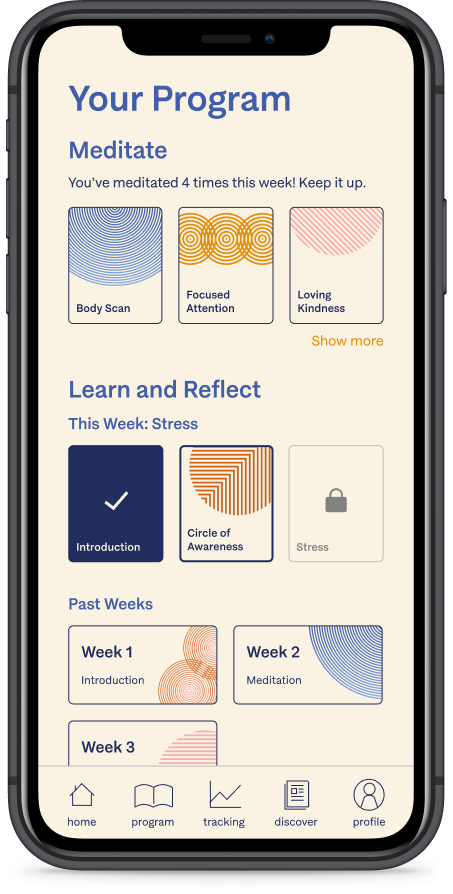 Your Program
Meditate
You've meditated 4 times this week! Keep it up.
Body Scan
Focused
Attention
Loving
Kindness
Show more
Learn and Reflect
This Week: Stress
Introduction
Circle of
Awareness
Stress
Past Weeks
Week 1
Introduction
Week 2
Meditation
Week 3
home
program
tracking
discover
profile